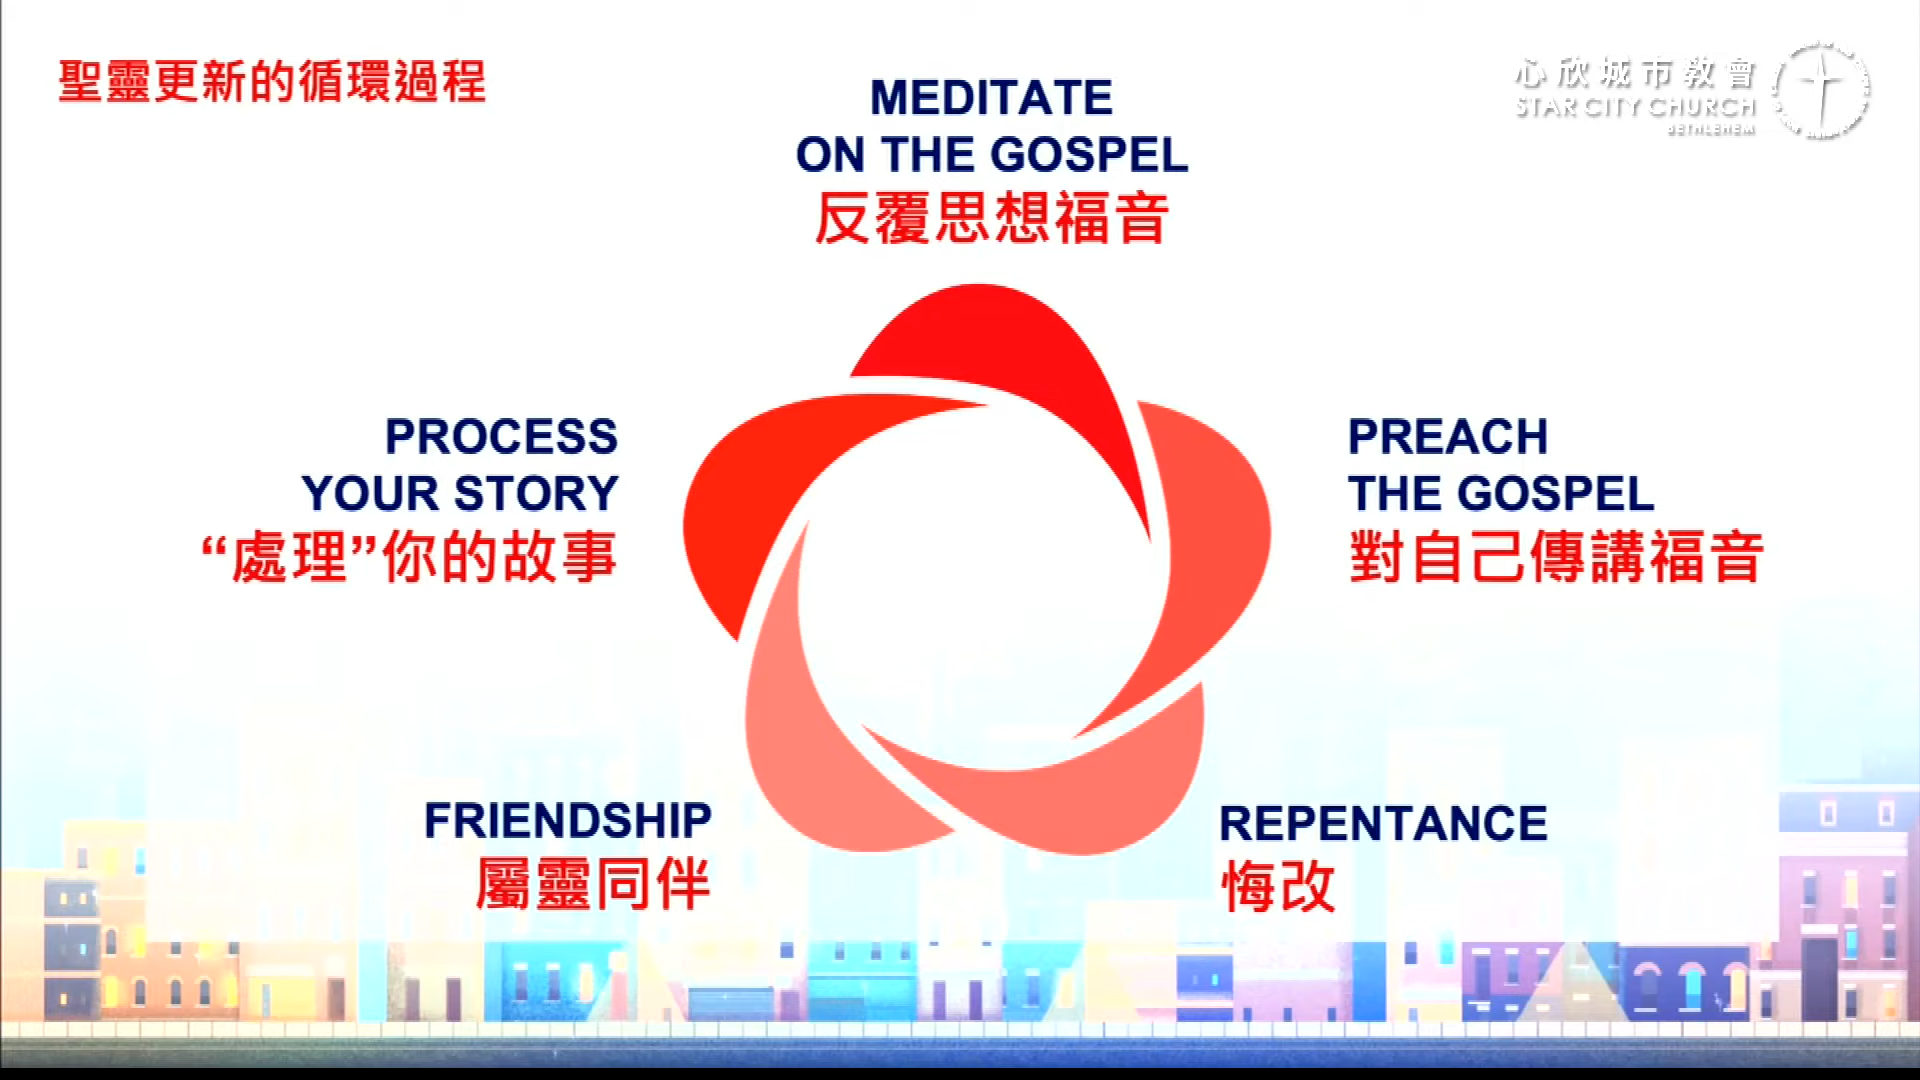 聖靈更新的循環過程
心欣城市教會
STAR CITY CHURCH
BETHLEHEM
MEDITATE
ON THE GOSPEL
反覆思想福音
PROCESS
YOUR STORY
“處理”你的故事
PREACH
THE GOSPEL
對自己傳講福音
FRIENDSHIP
屬靈同伴
REPENTANCE
悔改